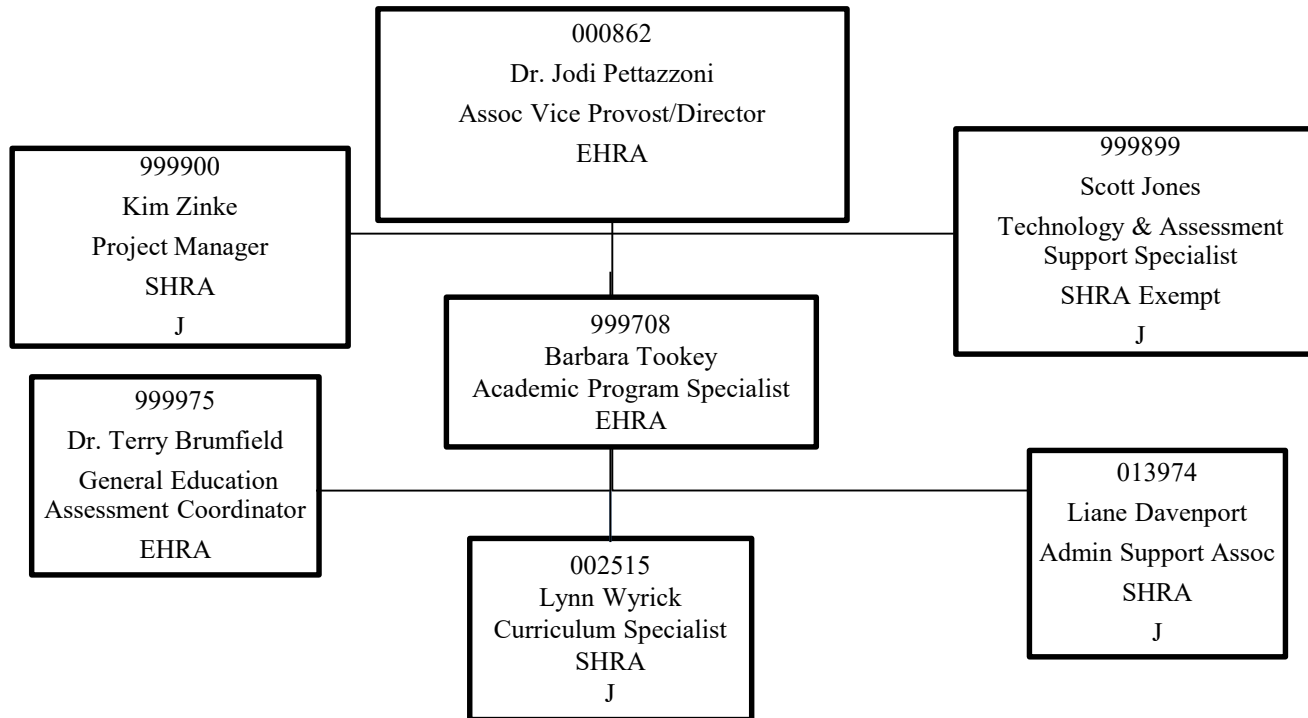 000862
Dr. Jodi Pettazzoni
Assoc Vice Provost/Director
EHRA
999900
Kim Zinke
Project Manager
SHRA
J
999899
Scott Jones
Technology & Assessment
Support Specialist
SHRA Exempt
J
999708
Barbara Tookey
Academic Program Specialist
EHRA
999975
Dr. Terry Brumfield
General Education
Assessment Coordinator
EHRA
013974
Liane Davenport
Admin Support Assoc
SHRA
J
002515
Lynn Wyrick
Curriculum Specialist
SHRA
J